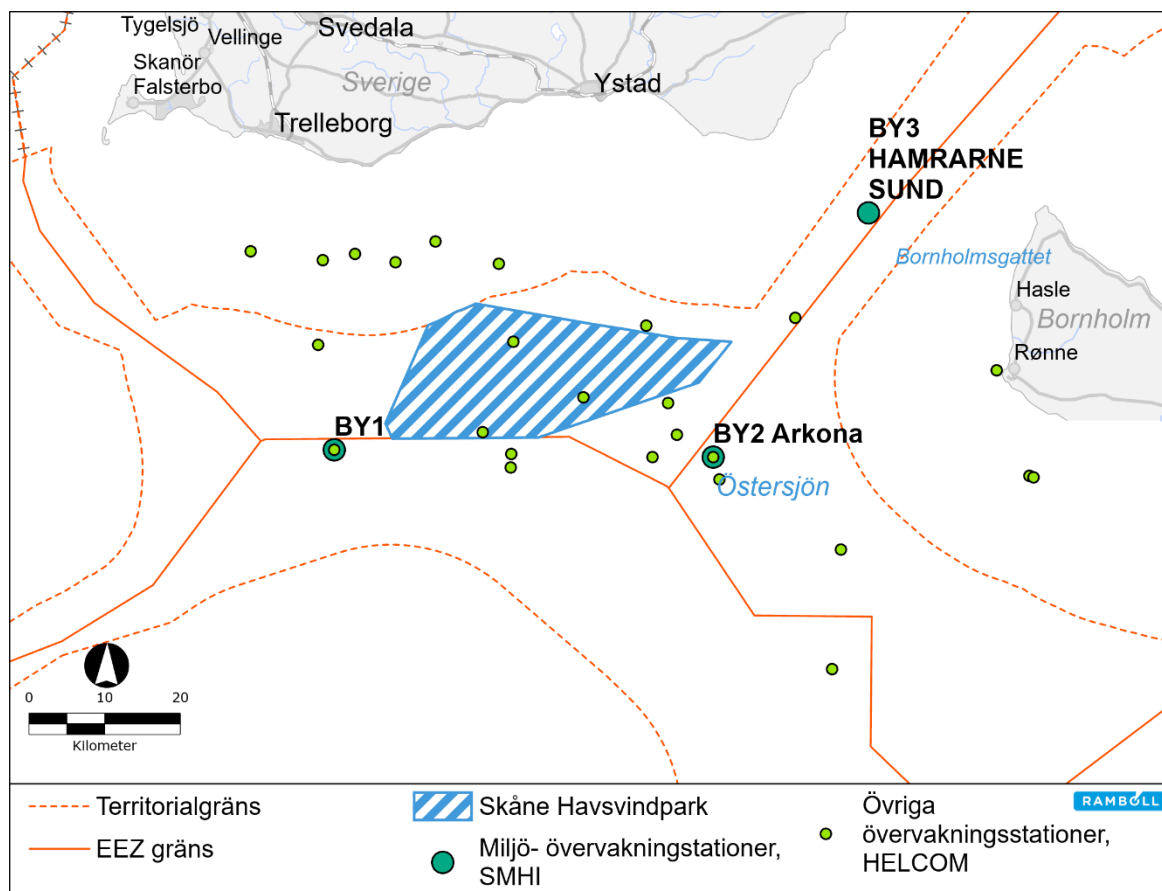 Tygelsjö
Vellinge
Svedala
Skanör
Falsterbo
Sverige
Ystad
Trelleborg
BY3
HAMRARNE
SUND
Bornholmsgattet
Hasle
Bornholm
Rønne
BY1
BY2 Arkona
Östersjön
0 10 20
Kilometer
Territorialgräns
EEZ gräns
Skåne Havsvindpark
Miljö- övervakningstationer,
SMHI
Övriga
övervakningsstationer,
HELCOM
RAMBOLL